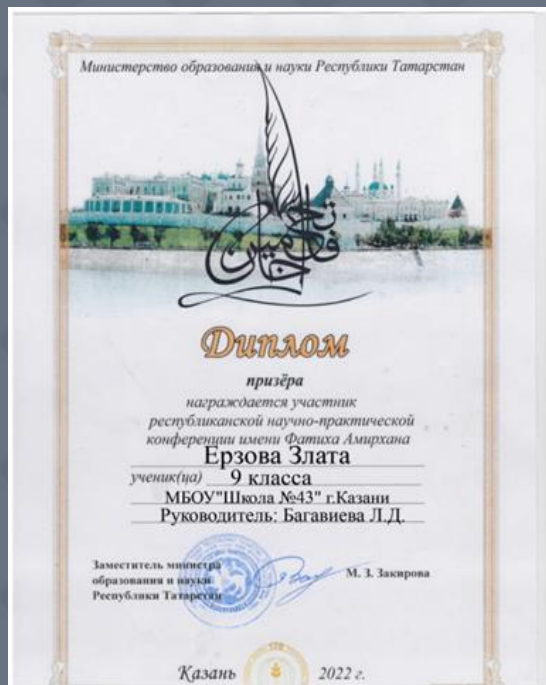 Министерство образования и науки Республики Татарстан
Диплом
призёра
награждается участник
республиканской научно-практической
конференции имени Фатиха Амирхана
Ерзова Злата
ученик(ца) 9 класса
МБОУ"Школа №43" г.Казани
Руководитель: Багавиева Л.Д.
Заместитель министра
образования и науки
Республики Татарстан
М. З. Закирова
Казань 2022 г.